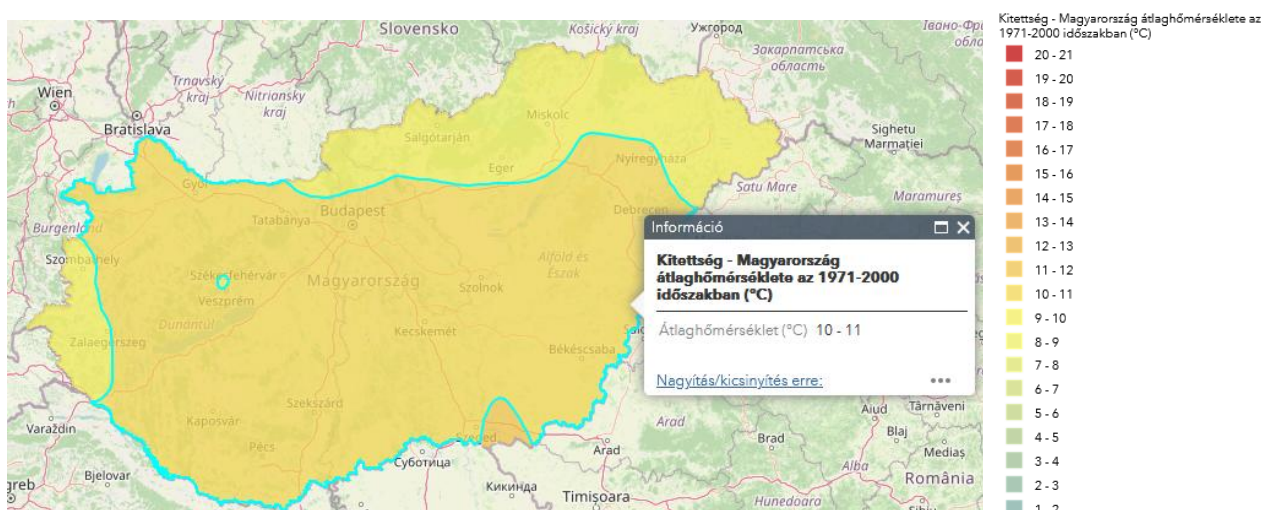 Kitettség - Magyarország átlaghőmérséklete az
1971-2000 időszakban (°C)
20 - 21
19 - 20
18 - 19
17 - 18
16 - 17
15 - 16
14 - 15
13 - 14
12 - 13
11 - 12
10 - 11
9 - 10
8 - 9
7 - 8
6 - 7
5 - 6
4 - 5
3 - 4
2 - 3
1 - 2
Slovensko
Košický kraj
Ужгород
Закарпатська
область
Trnavský
kraj
Nitriansky
kraj
Wien
Bratislava
Miskolc
Salgótarján
Sighetu
Marmației
Eger
Nyíregyháza
Győr
Satu Mare
Maramureș
Tatabánya
Budapest
Debrecen
Burgenland
Szombathely
Székesfehérvár
Magyarország
Alföld és
Észak
Szolnok
Veszprém
Dunántúl
Zalaegerszeg
Kecskemét
Békéscsaba
Információ
Kitettség - Magyarország
átlaghőmérséklete az 1971-2000
időszakban (°C)
Átlaghőmérséklet (°C) 10 - 11
Nagyítás/kicsinyítés erre:
Szekszárd
Kaposvár
Pécs
Szeged
Varaždin
Bjelovar
Суботица
Кикинда
Timișoara
Arad
Arad
Brad
Aiud
Târnăveni
Blaj
Mediaș
Alba
România
Hunedoara